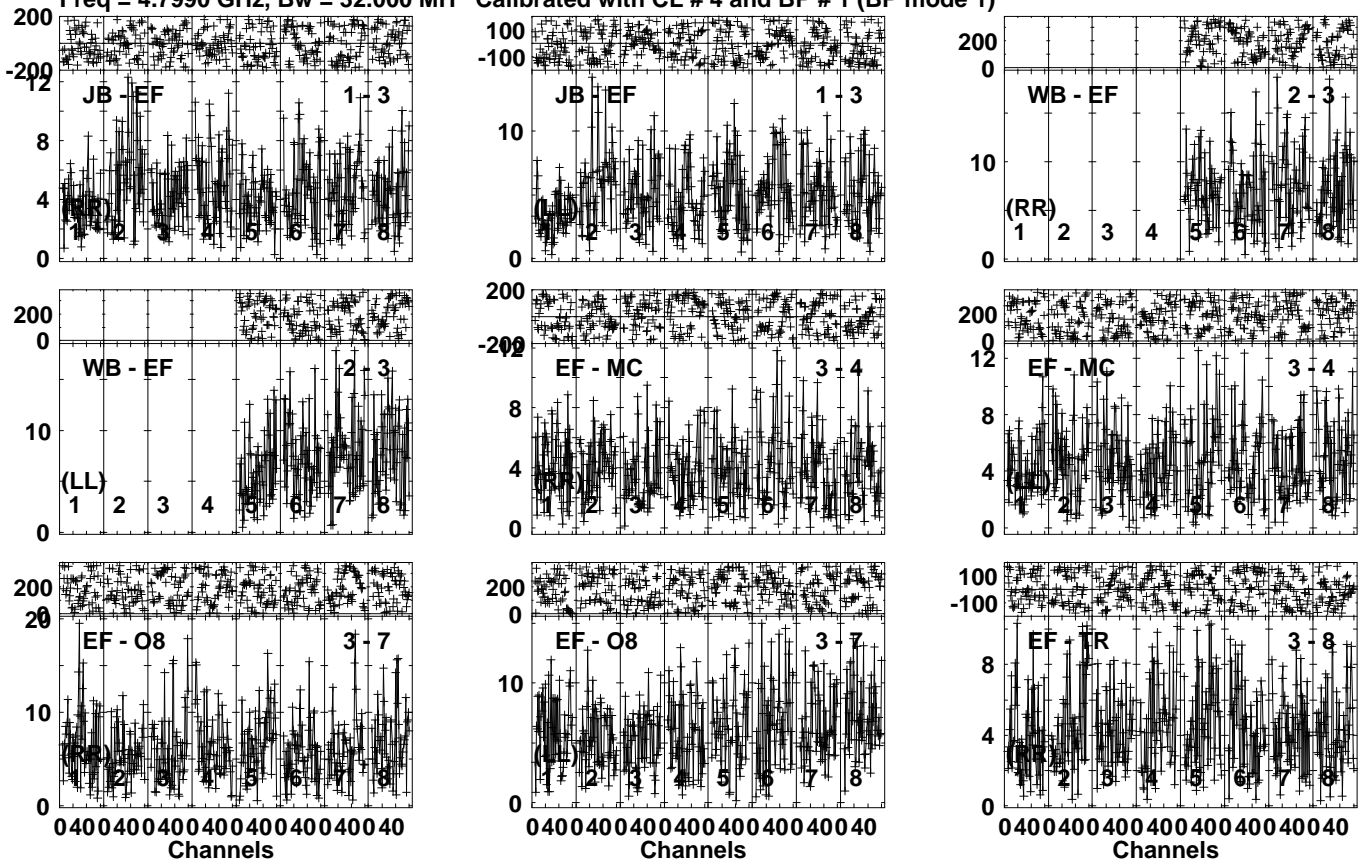 Freq = 4.7990 GHz, Bw = 32.000 MH Calibrated with CL # 4 and BP # 1 (BP mode 1)
200
-200
12
8
4
0
JB - EF 1 - 3
(RR)
1 2 3 4 5 6 7 8
100
-100
10
0
JB - EF 1 - 3
(LL)
1 2 3 4 5 6 7 8
200
0
10
0
WB - EF 2 - 3
(RR)
1 2 3 4 5 6 7 8
200
0
10
0
WB - EF 2 - 3
(LL)
1 2 3 4 5 6 7 8
200
-200
12
8
4
0
EF - MC 3 - 4
(RR)
1 2 3 4 5 6 7 8
200
0
12
8
4
0
EF - MC 3 - 4
(LL)
1 2 3 4 5 6 7 8
200
0
20
10
0
EF - O8 3 - 7
(RR)
1 2 3 4 5 6 7 8
0 40 0 40 0 40 0 40 0 40 0 40 0 40 0 40
Channels
200
0
10
0
EF - O8 3 - 7
(LL)
1 2 3 4 5 6 7 8
0 40 0 40 0 40 0 40 0 40 0 40 0 40 0 40
Channels
100
-100
8
4
0
EF - TR 3 - 8
(RR)
1 2 3 4 5 6 7 8
0 40 0 40 0 40 0 40 0 40 0 40 0 40 0 40
Channels